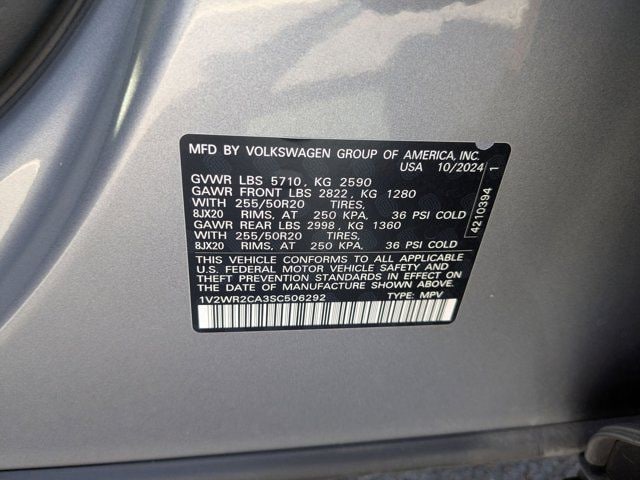 MFD BY VOLKSWAGEN GROUP OF AMERICA, INC.
USA 10/2024
GVWR LBS 5710, KG 2590
GAWR FRONT LBS 2822, KG 1280
WITH 255/50R20 TIRES,
8JX20 RIMS, AT 250 KPA, 36 PSI COLD
GAWR REAR LBS 2998, KG 1360
WITH 255/50R20 TIRES,
8JX20 RIMS, AT 250 KPA, 36 PSI COLD
THIS VEHICLE CONFORMS TO ALL APPLICABLE
U.S. FEDERAL MOTOR VEHICLE SAFETY AND
THEFT PREVENTION STANDARDS IN EFFECT ON
THE DATE OF MANUFACTURE SHOWN ABOVE.
1V2WR2CA3SC506292 TYPE: MPV
4210394 1